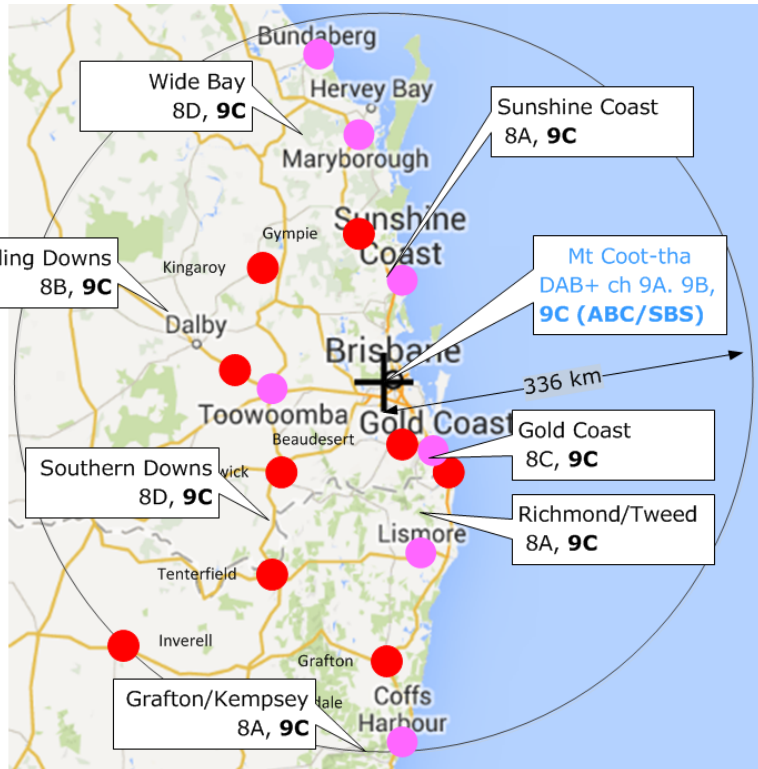 Bundaberg
Wide Bay
8D, 9C
Hervey Bay
Maryborough
Sunshine Coast
8A, 9C
Gympie
Sunshine
Coast
Kingaroy
ling Downs
8B, 9C
Mt Coot-tha
DAB+ ch 9A. 9B,
9C (ABC/SBS)
Dalby
Brisbane
336 km
Toowoomba
Gold Coast
Beaudesert
Gold Coast
8C, 9C
Southern Downs
8D, 9C
wick
Richmond/Tweed
8A, 9C
Lismore
Tenterfield
Inverell
Grafton
Grafton/Kempsey
8A, 9C
dale
Coffs
Harbour